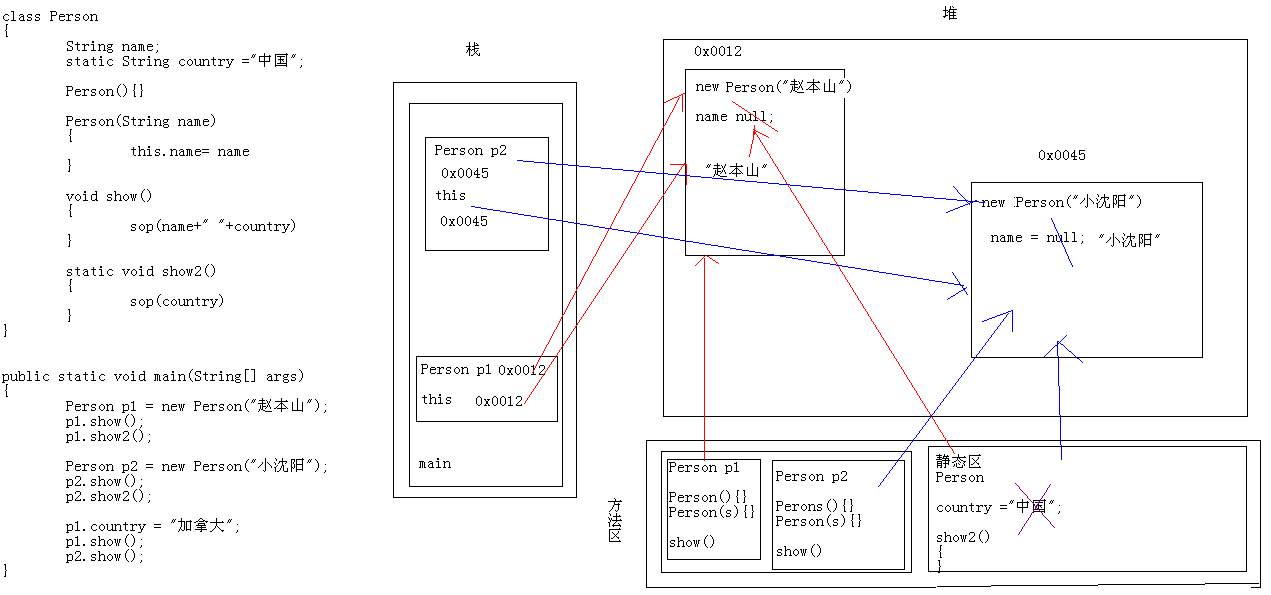 class Person
{
String name;
static String country ="中国";
Person(){}
Person(String name)
{
this.name= name
}
void show()
{
sop(name+" "+country)
}
static void show2()
{
sop(country)
}
}
public static void main(String[] args)
{
Person p1 = new Person("赵本山");
p1.show();
p1.show2();
Person p2 = new Person("小沈阳");
p2.show();
p2.show2();
p1.country = "加拿大";
p1.show();
p2.show();
}
栈
Person p2
0x0045
this
0x0045
Person p1 0x0012
this 0x0012
main
堆
0x0012
new Person("赵本山")
name null;
"赵本山"
0x0045
new Person("小沈阳")
name = null; "小沈阳"
方法区
Person p1
Person(){}
Person(s){}
show()
Person p2
Perons(){}
Person(s){}
show()
静态区
Person
country ="中国";
show2()
{
}